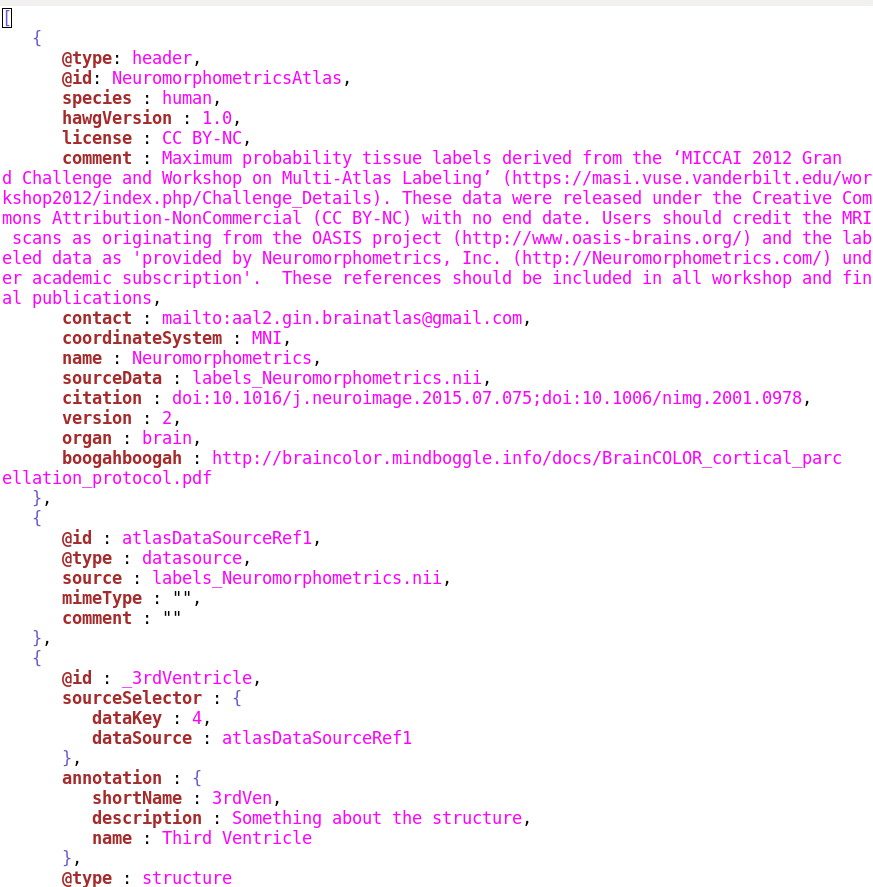 [
   {
      @type: header,
      @id: NeuromorphometricsAtlas,
      species : human,
      hawgVersion : 1.0,
      license : CC BY-NC,
      comment : Maximum probability tissue labels derived from the ‘MICCAI 2012 Gran
d Challenge and Workshop on Multi-Atlas Labeling’ (https://masi.vuse.vanderbilt.edu/wor
kshop2012/index.php/Challenge_Details). These data were released under the Creative Com
mons Attribution-NonCommercial (CC BY-NC) with no end date. Users should credit the MRI
 scans as originating from the OASIS project (http://www.oasis-brains.org/) and the lab
eled data as 'provided by Neuromorphometrics, Inc. (http://Neuromorphometrics.com/) und
er academic subscription'.  These references should be included in all workshop and fin
al publications,
      contact : mailto:aal2.gin.brainatlas@gmail.com,
      coordinateSystem : MNI,
      name : Neuromorphometrics,
      sourceData : labels_Neuromorphometrics.nii,
      citation : doi:10.1016/j.neuroimage.2015.07.075;doi:10.1006/nimg.2001.0978,
      version : 2,
      organ : brain,
      boogahboogah : http://braincolor.mindboggle.info/docs/BrainCOLOR_cortical_parc
ellation_protocol.pdf
   },
   {
      @id : atlasDataSourceRef1,
      @type : datasource,
      source : labels_Neuromorphometrics.nii,
      mimeType : "",
      comment : ""
   },
   {
      @id : _3rdVentricle,
      sourceSelector : {
         dataKey : 4,
         dataSource : atlasDataSourceRef1
      },
      annotation : {
         shortName : 3rdVen,
         description : Something about the structure,
         name : Third Ventricle
      },
      @type : structure